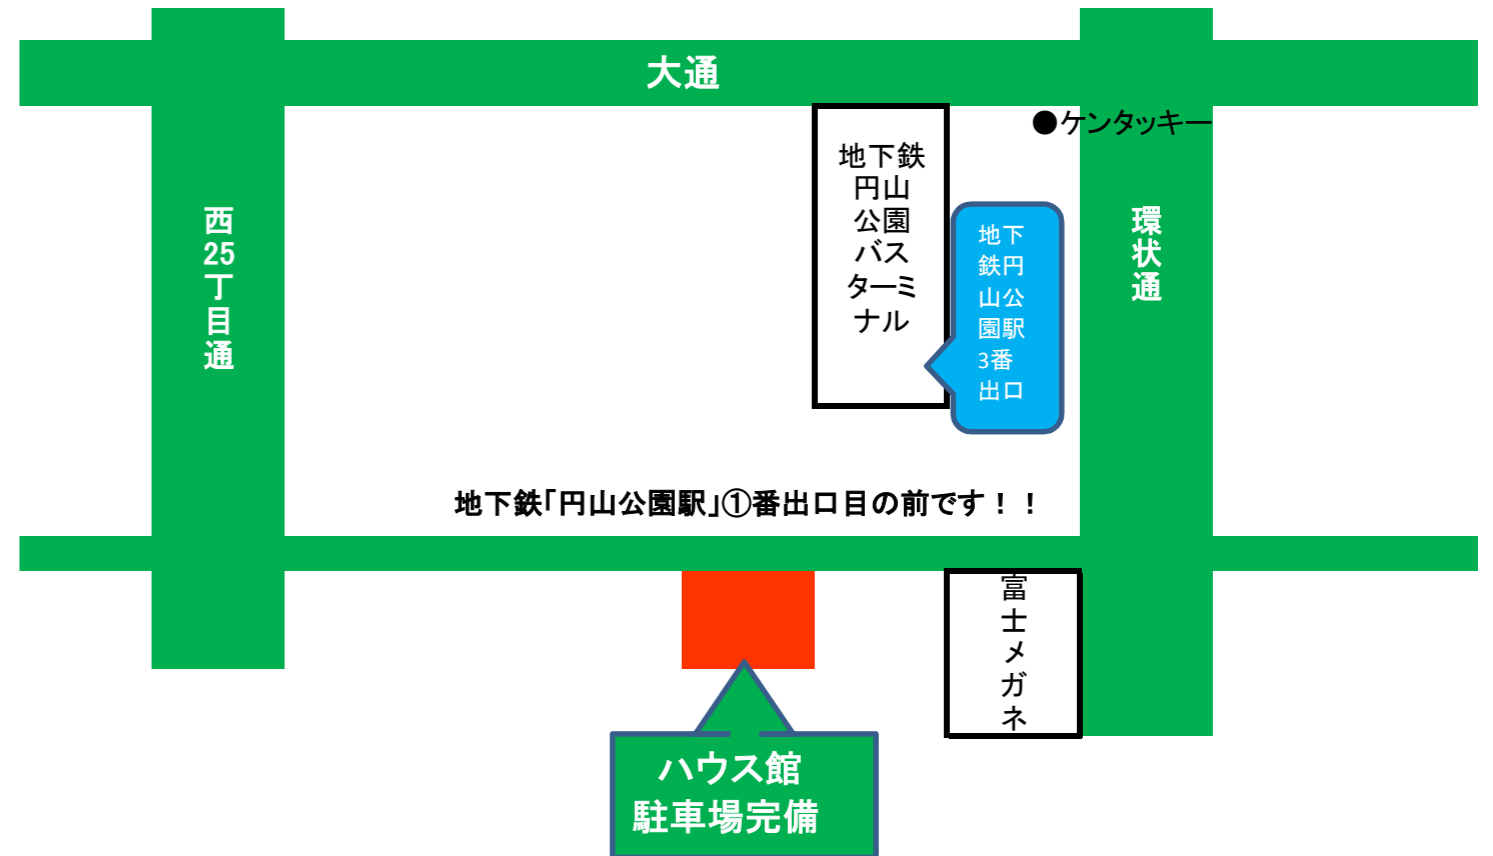 大通
●ケンタッキー
地下鉄
円山
公園
バス
ターミ
ナル
西25丁目通
地下
鉄円
山公
園駅
3番
出口
環状通
地下鉄「円山公園駅」①番出口目の前です！！
富士メガネ
ハウス館
駐車場完備